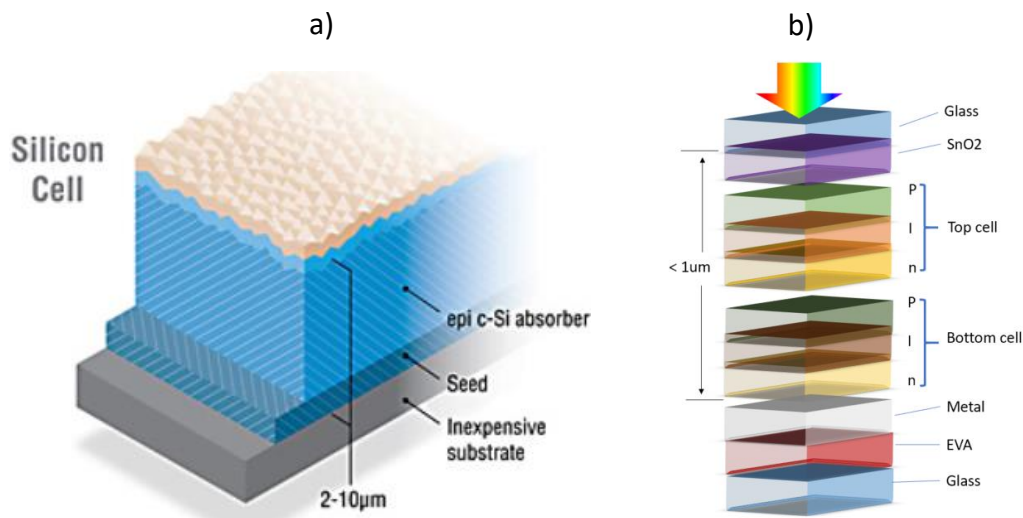 a)
Silicon
Cell
epi c-Si absorber
Seed
Inexpensive
substrate
2-10µm
b)
Glass
SnO2
P
I
n
Top cell
< 1um
P
I
n
Bottom cell
Metal
EVA
Glass